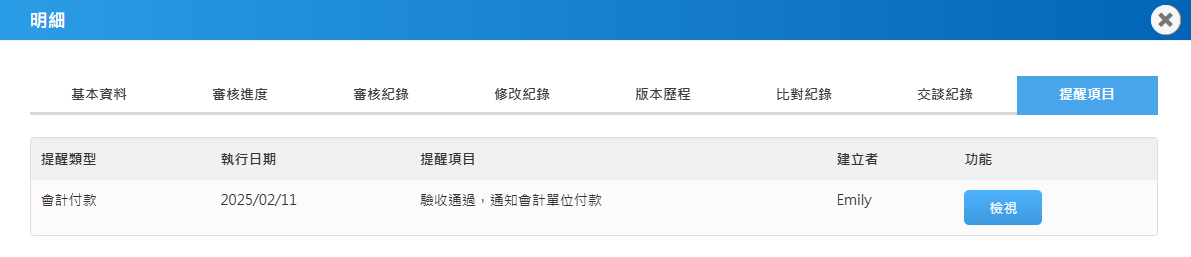 明細
基本資料 審核進度 審核紀錄 修改紀錄 版本歷程 比對紀錄 交談紀錄 提醒項目
提醒類型 執行日期 提醒項目 建立者 功能
會計付款 2025/02/11 驗收通過，通知會計單位付款 Emily 檢視